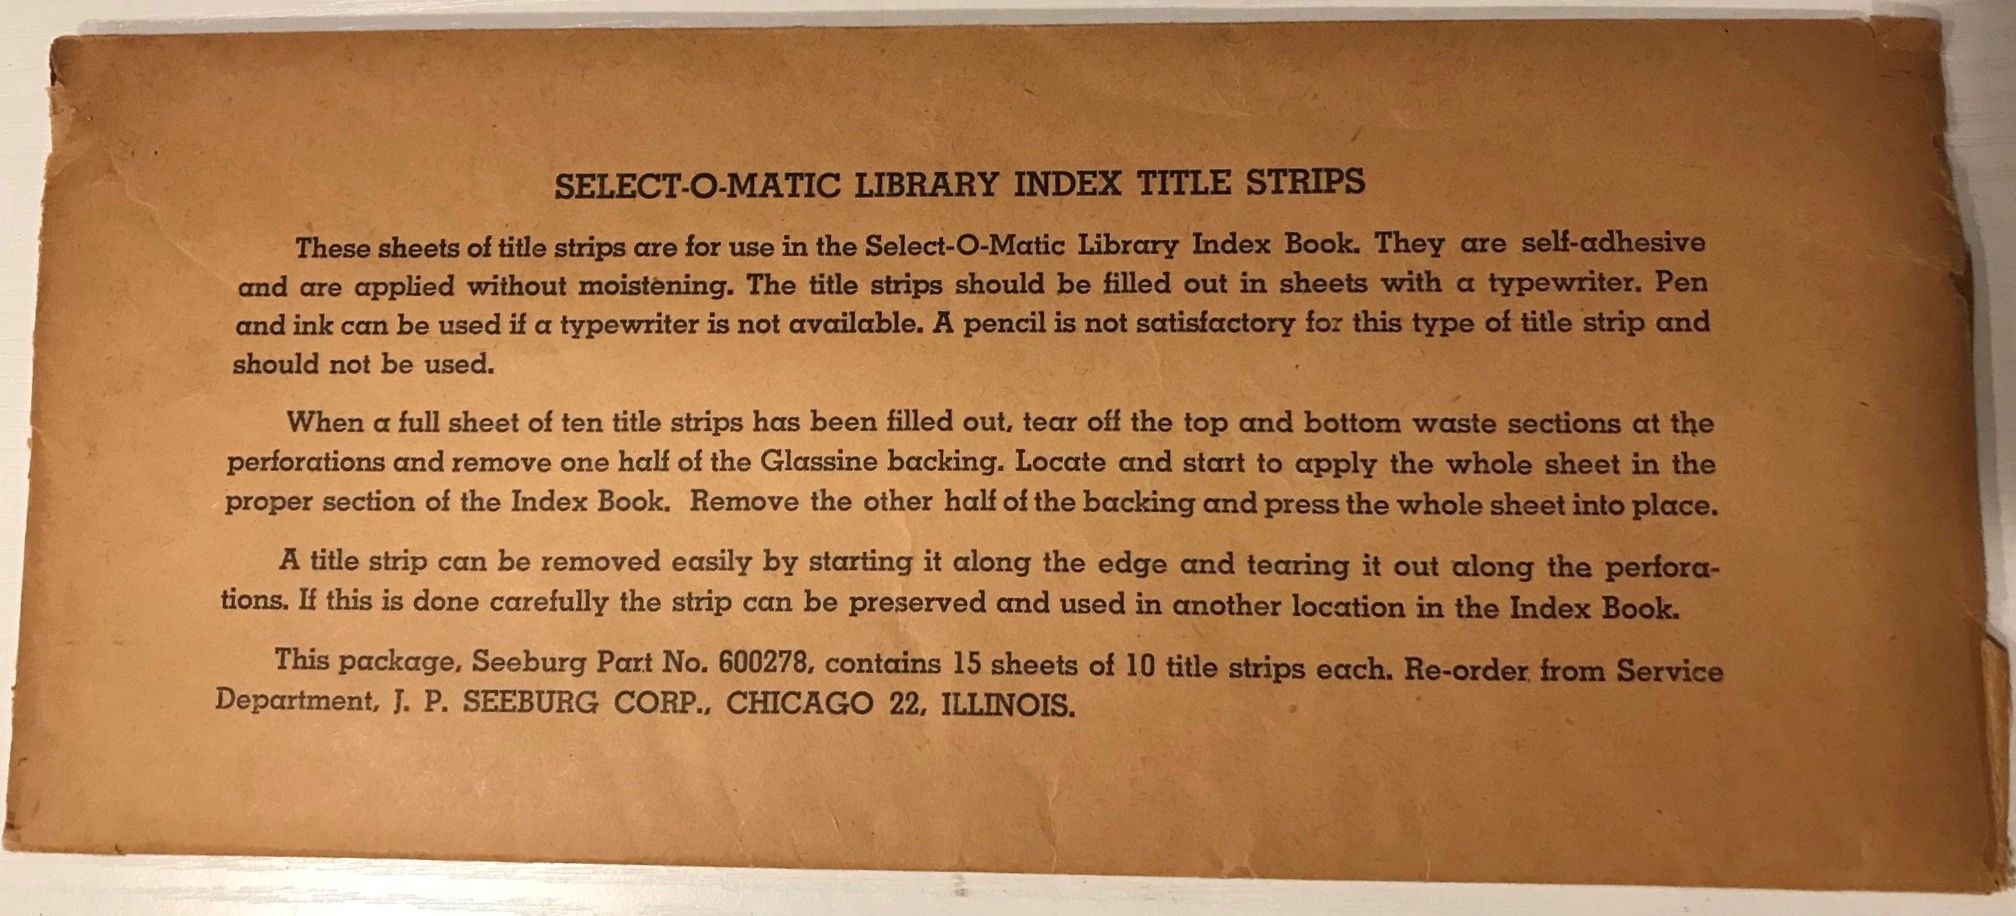 SELECT-O-MATIC LIBRARY INDEX TITLE STRIPS
These sheets of title strips are for use in the Select-O-Matic Library Index Book. They are self-adhesive
and are applied without moistening. The title strips should be filled out in sheets with a typewriter. Pen
and ink can be used if a typewriter is not available. A pencil is not satisfactory for this type of title strip and
should not be used.
When a full sheet of ten title strips has been filled out, tear off the top and bottom waste sections at the
perforations and remove one half of the Glassine backing. Locate and start to apply the whole sheet in the
proper section of the Index Book. Remove the other half of the backing and press the whole sheet into place.
A title strip can be removed easily by starting it along the edge and tearing it out along the perfora-
tions. If this is done carefully the strip can be preserved and used in another location in the Index Book.
This package, Seeburg Part No. 600278, contains 15 sheets of 10 title strips each. Re-order from Service
Department, J. P. SEEBURG CORP., CHICAGO 22, ILLINOIS.